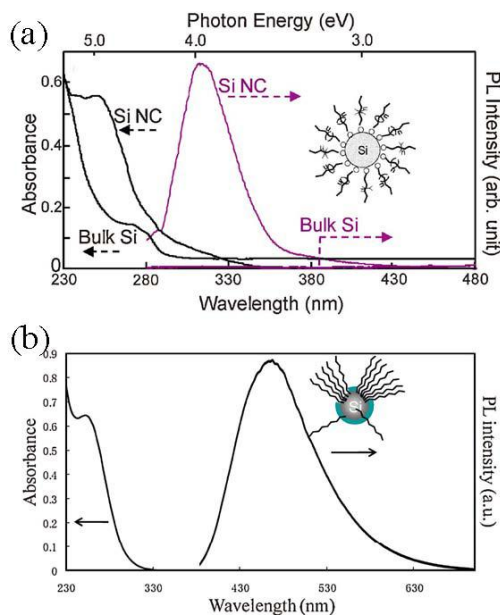 (a)
Photon Energy (eV)
5.0 4.0 3.0
0.6
0.4
0.2
0
Absorbance
Si NC
Si NC
Si
Bulk Si
Bulk Si
PL Intensity (arb. unit)
230 280 330 380 430 480
Wavelength (nm)
(b)
0.9
0.8
0.7
0.6
0.5
0.4
0.3
0.2
0.1
0
Absorbance
Si
PL intensity (a.u.)
230 330 430 530 630
Wavelength (nm)